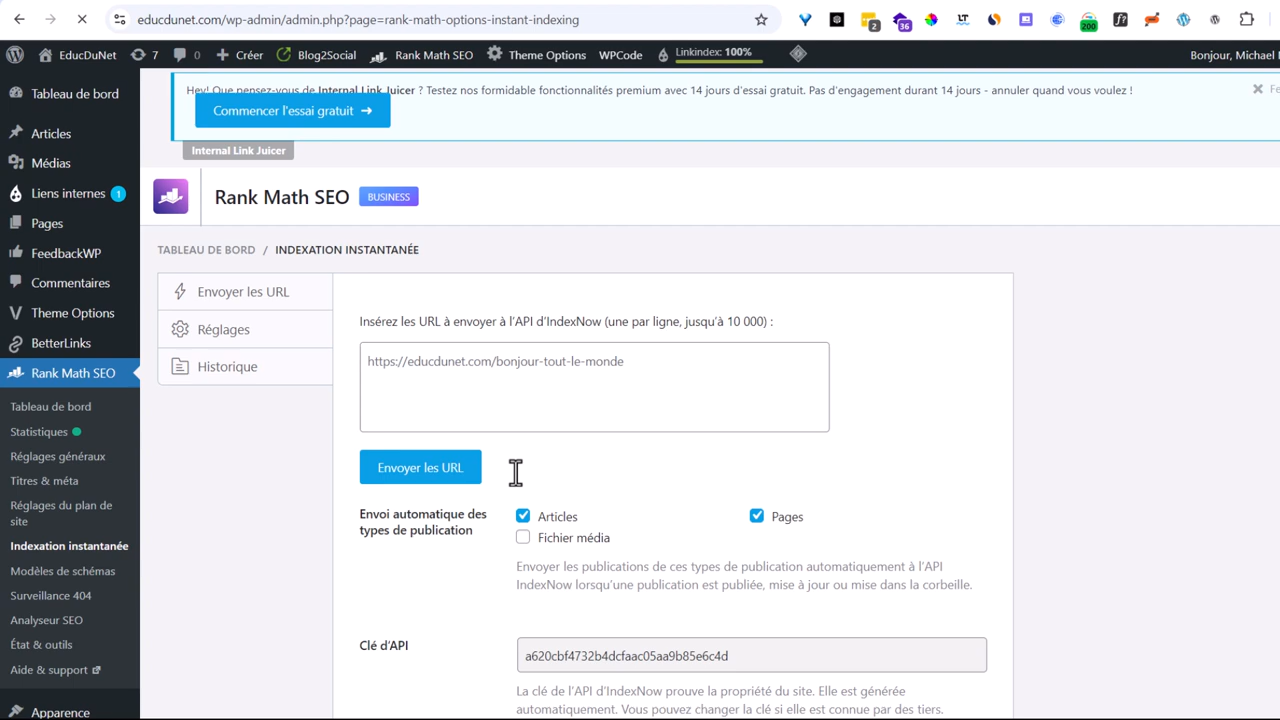 educdunet.com/wp-admin/admin.php?page=rank-math-options-instant-indexing
2
36
LT
200
EducDuNet
7
0
Créer
Blog2Social
Rank Math SEO
Theme Options
WPCode
Linkindex: 100%
Bonjour, Michael
Hey! Que pensez-vous de Internal Link Juicer ? Testez nos formidable fonctionnalités premium avec 14 jours d'essai gratuit. Pas d'engagement durant 14 jours - annuler quand vous voulez !
Fe
Commencer l'essai gratuit →
Internal Link Juicer
Tableau de bord
Articles
Médias
Liens internes 1
Pages
FeedbackWP
Commentaires
Theme Options
BetterLinks
Rank Math SEO
Tableau de bord
Statistiques
Réglages généraux
Titres & méta
Réglages du plan de
site
Indexation instantanée
Modèles de schémas
Surveillance 404
Analyseur SEO
État & outils
Aide & support
Apparence
Rank Math SEO BUSINESS
TABLEAU DE BORD / INDEXATION INSTANTANÉE
Envoyer les URL
Réglages
Historique
Insérez les URL à envoyer à l'API d'IndexNow (une par ligne, jusqu'à 10 000) :
https://educdunet.com/bonjour-tout-le-monde
Envoyer les URL
Envoi automatique des
types de publication
Articles
Pages
Fichier média
Envoyer les publications de ces types de publication automatiquement à l'API
IndexNow lorsqu'une publication est publiée, mise à jour ou mise dans la corbeille.
Clé d'API
a620cbf4732b4dcfaac05aa9b85e6c4d
La clé de l'API d'IndexNow prouve la propriété du site. Elle est générée
automatiquement. Vous pouvez changer la clé si elle est connue par des tiers.